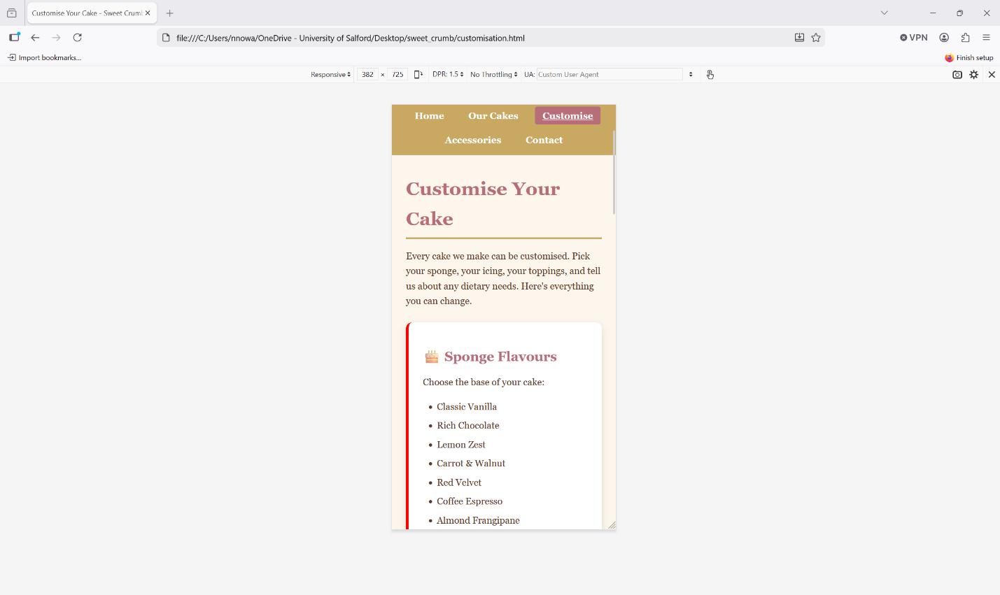 Customise Your Cake - Sweet Crumb
file:///C:/Users/nnowa/OneDrive - University of Salford/Desktop/sweet_crumb/customisation.html
VPN
Import bookmarks...
Finish setup
Responsive 382 × 725 DPR: 1.5 No Throttling UA: Custom User Agent
Home Our Cakes Customise
Accessories Contact
Customise Your
Cake
Every cake we make can be customised. Pick
your sponge, your icing, your toppings, and tell
us about any dietary needs. Here's everything
you can change.
Sponge Flavours
Choose the base of your cake:
• Classic Vanilla
• Rich Chocolate
• Lemon Zest
• Carrot & Walnut
• Red Velvet
• Coffee Espresso
• Almond Frangipane